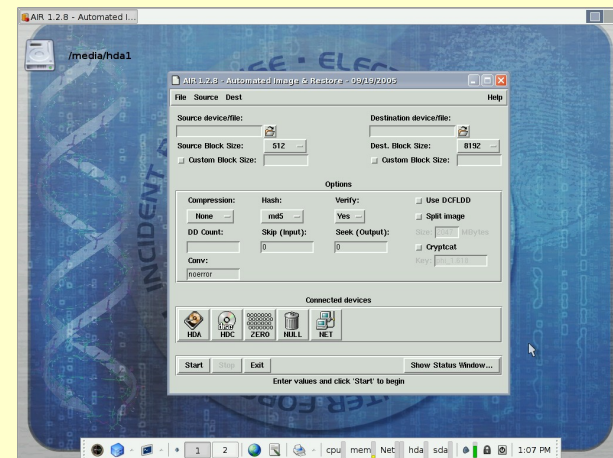 AIR 1.2.8 - Automated I...
/media/hda1
AIR 1.2.8 - Automated Image & Restore - 09/19/2005
File Source Dest Help
Source device/file: Destination device/file:
Source Block Size: 512 Dest. Block Size: 8192
Custom Block Size: Custom Block Size:
Options
Compression: Hash: Verify: Use DCFLDD
None md5 Yes Split image
DD Count: Skip (Input): Seek (Output): Size: MBytes
0 0 Cryptcat
Conv: Key:
noerror
Connected devices
HDA HDC ZERO NULL NET
Start Stop Exit Show Status Window...
Enter values and click 'Start' to begin
INCIDENT
1 2 cpu mem Net hda sda 1:07 PM